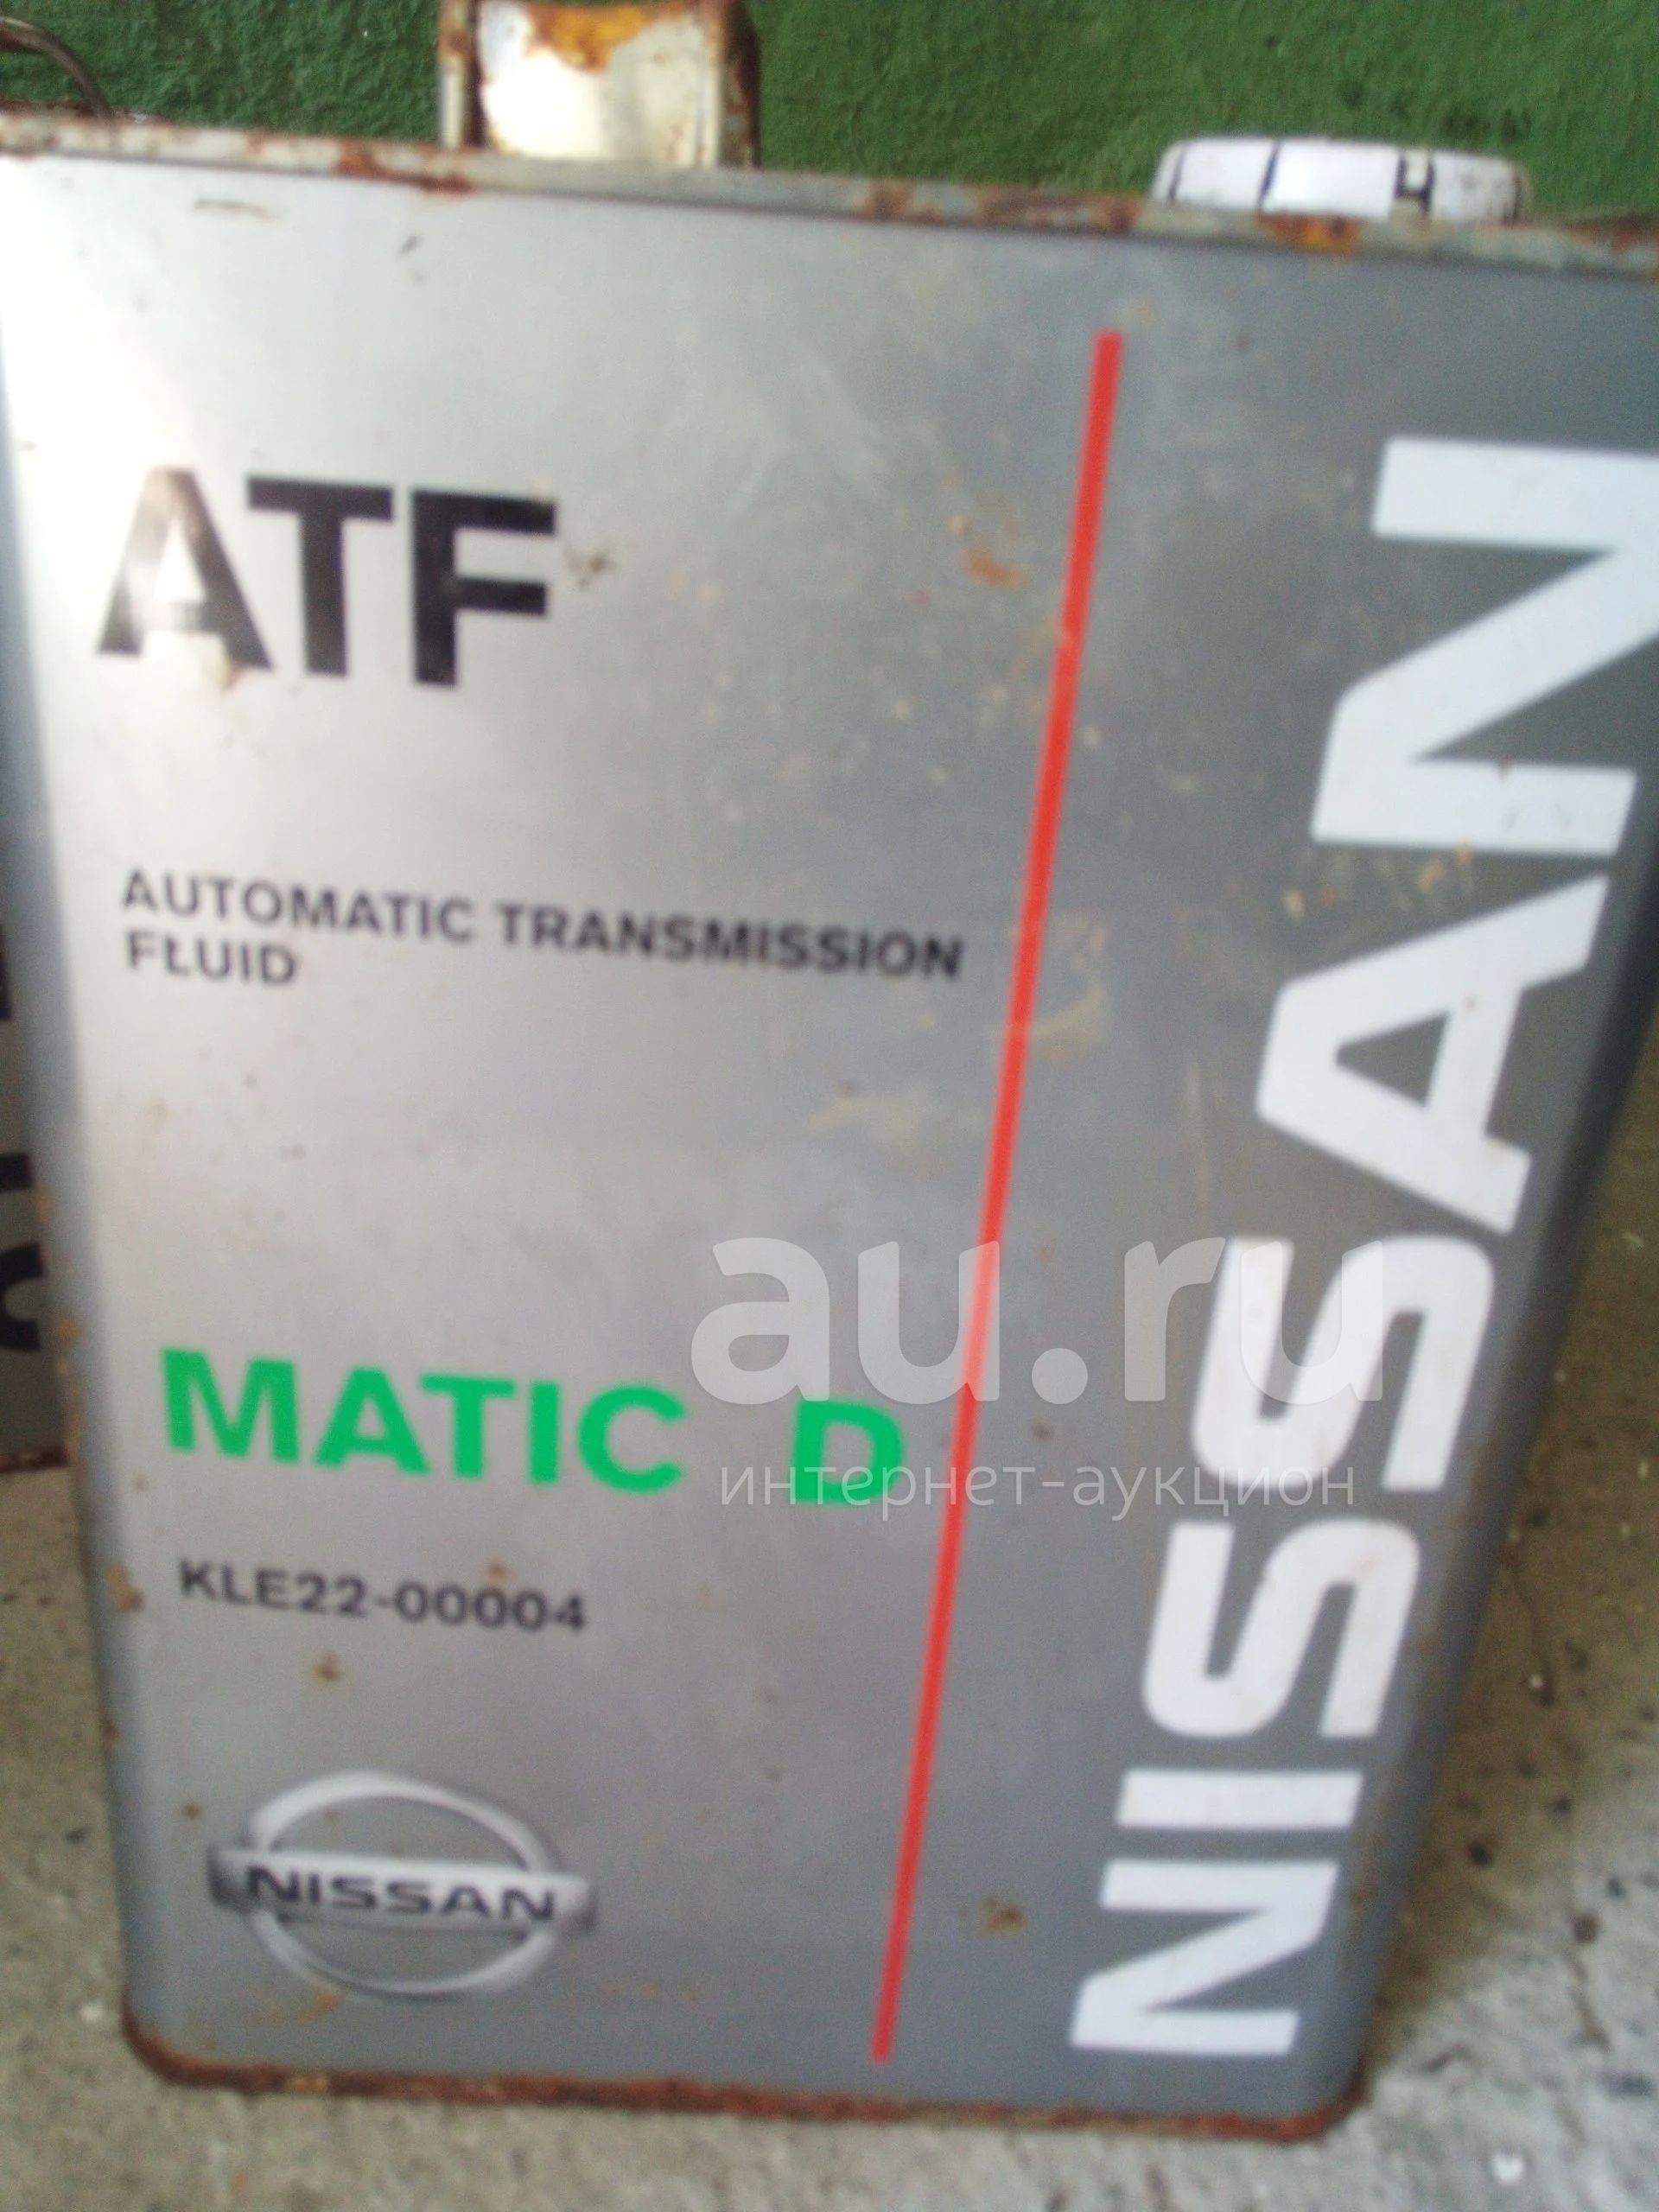 ATF
AUTOMATIC TRANSMISSION
FLUID
MATIC D
KLE22-00004
NISSAN
NISSAN
au.ru
интернет-аукцион